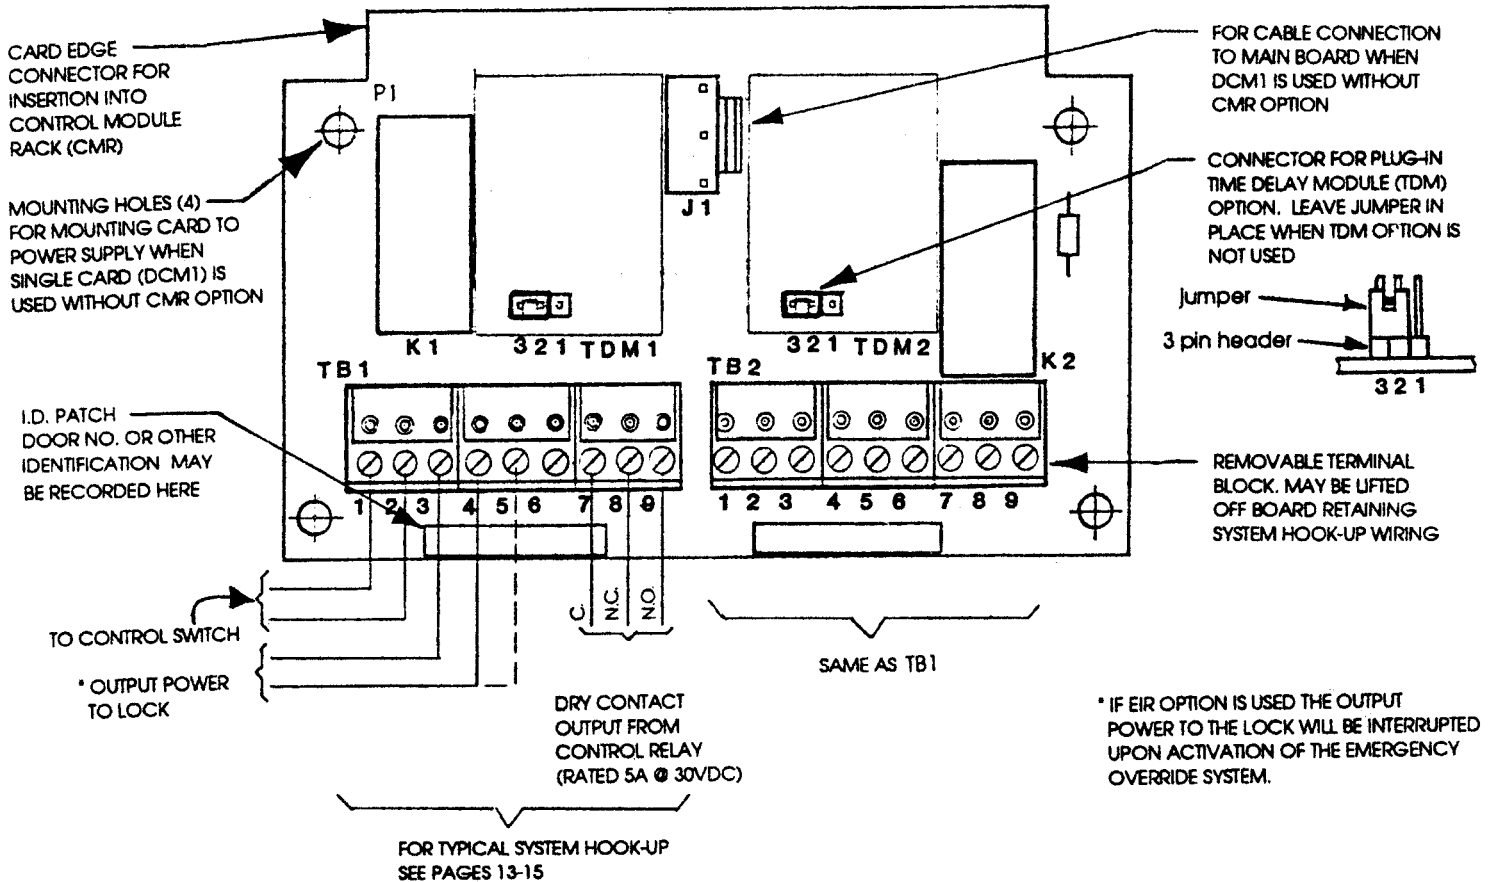 CARD EDGE
CONNECTOR FOR
INSERTION INTO
CONTROL MODULE
RACK (CMR)
MOUNTING HOLES (4)
FOR MOUNTING CARD TO
POWER SUPPLY WHEN
SINGLE CARD (DCM1) IS
USED WITHOUT CMR OPTION
I.D. PATCH
DOOR NO. OR OTHER
IDENTIFICATION MAY
BE RECORDED HERE
P1
K1
3 2 1
TDM1
J1
3 2 1
TDM2
K2
TB1
TB2
1 2 3 4 5 6 7 8 9
1 2 3 4 5 6 7 8 9
FOR CABLE CONNECTION
TO MAIN BOARD WHEN
DCM1 IS USED WITHOUT
CMR OPTION
CONNECTOR FOR PLUG-IN
TIME DELAY MODULE (TDM)
OPTION. LEAVE JUMPER IN
PLACE WHEN TDM OPTION IS
NOT USED
jumper
3 pin header
3 2 1
REMOVABLE TERMINAL
BLOCK. MAY BE LIFTED
OFF BOARD RETAINING
SYSTEM HOOK-UP WIRING
TO CONTROL SWITCH
* OUTPUT POWER
TO LOCK
C.
N.C.
N.O.
DRY CONTACT
OUTPUT FROM
CONTROL RELAY
(RATED 5A @ 30VDC)
SAME AS TB1
* IF EIR OPTION IS USED THE OUTPUT
POWER TO THE LOCK WILL BE INTERRUPTED
UPON ACTIVATION OF THE EMERGENCY
OVERRIDE SYSTEM.
FOR TYPICAL SYSTEM HOOK-UP
SEE PAGES 13-15